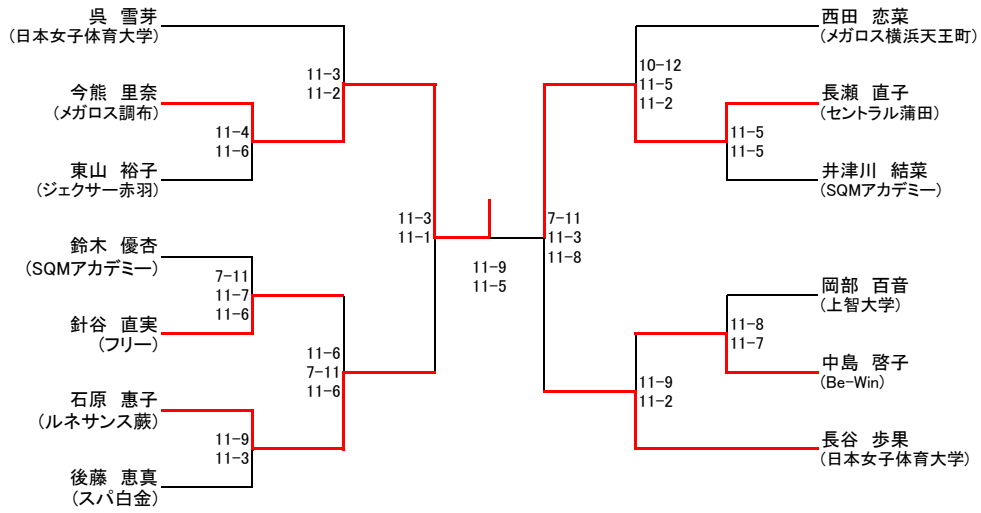 呉 雪芽
(日本女子体育大学)
今熊 里奈
(メガロス調布)
東山 裕子
(ジェクサー赤羽)
鈴木 優杏
(SQMアカデミー)
針谷 直実
(フリー)
石原 惠子
(ルネサンス蕨)
後藤 恵真
(スパ白金)
11-3
11-2
11-4
11-6
7-11
11-7
11-6
11-6
7-11
11-6
11-9
11-3
11-3
11-1
11-9
11-5
7-11
11-3
11-8
10-12
11-5
11-2
11-5
11-5
11-8
11-7
11-9
11-2
西田 恋菜
(メガロス横浜天王町)
長瀬 直子
(セントラル蒲田)
井津川 結菜
(SQMアカデミー)
岡部 百音
(上智大学)
中島 啓子
(Be-Win)
長谷 歩果
(日本女子体育大学)